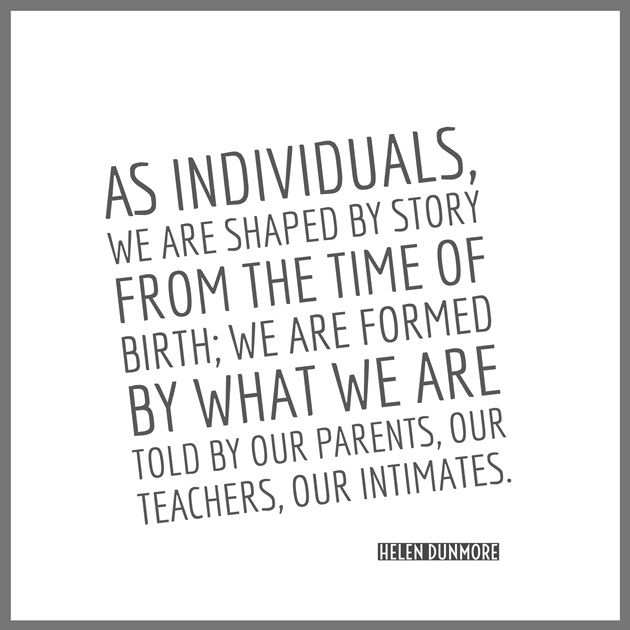 AS INDIVIDUALS,
WE ARE SHAPED BY STORY
FROM THE TIME OF
BIRTH; WE ARE FORMED
BY WHAT WE ARE
TOLD BY OUR PARENTS, OUR
TEACHERS, OUR INTIMATES.
HELEN DUNMORE